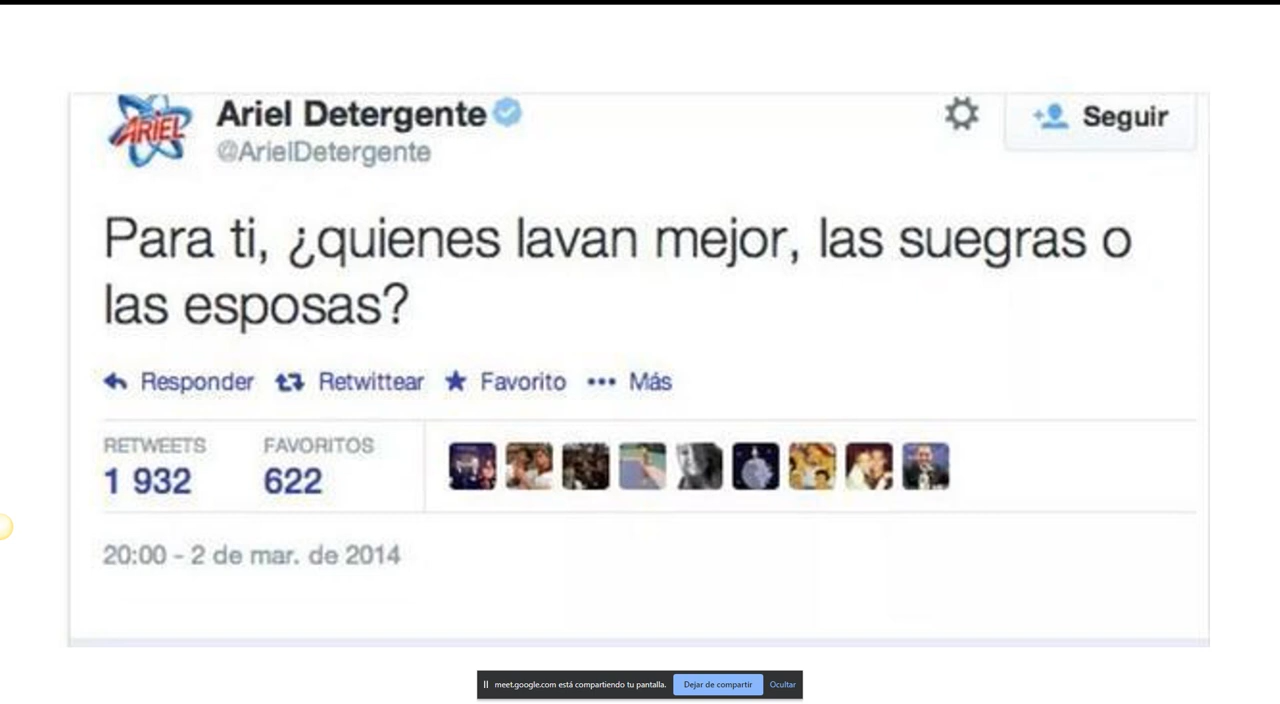 ARIEL
Ariel Detergente
@ArielDetergente
Seguir
Para ti, ¿quienes lavan mejor, las suegras o
las esposas?
Responder Retwittear Favorito Más
RETWEETS FAVORITOS
1 932 622
20:00 - 2 de mar. de 2014
meet.google.com está compartiendo tu pantalla. Dejar de compartir Ocultar